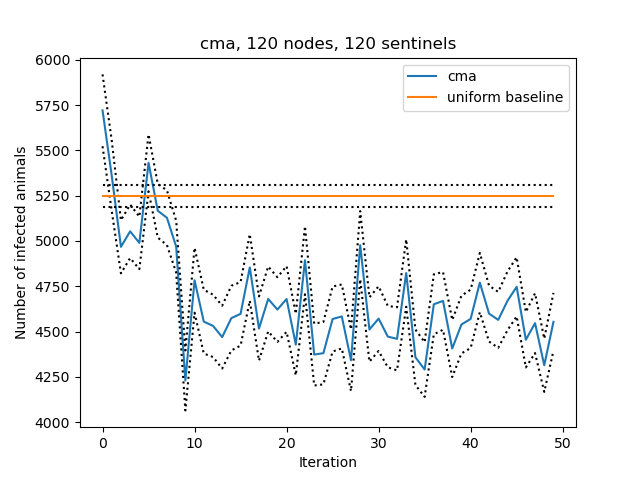 cma, 120 nodes, 120 sentinels
cma
uniform baseline
Number of infected animals
6000
5750
5500
5250
5000
4750
4500
4250
4000
0 10 20 30 40 50
Iteration